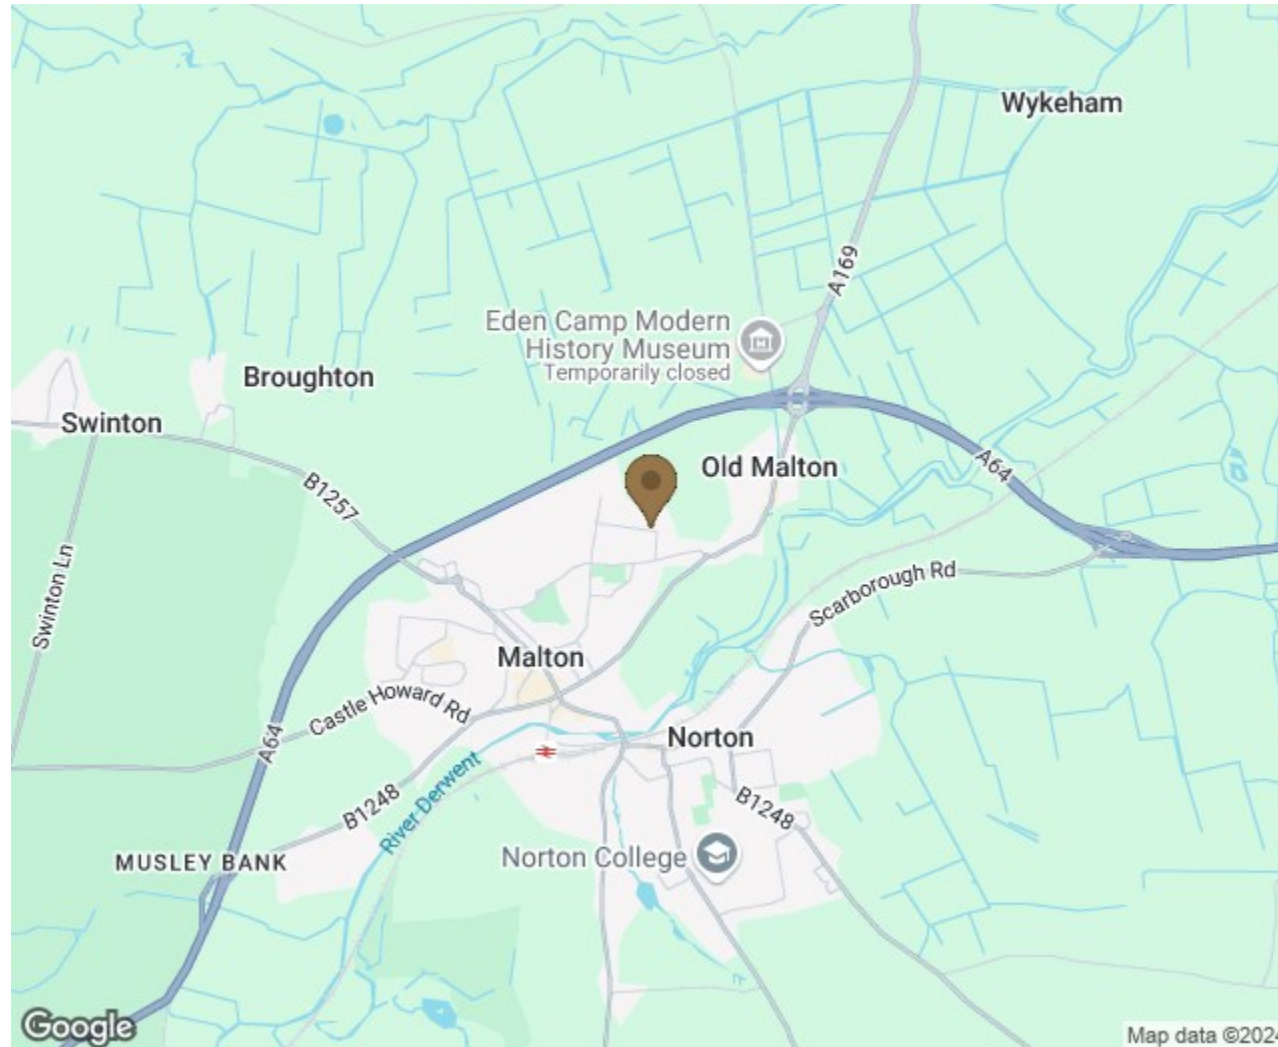 Wykeham
A169
Eden Camp Modern
History Museum
Temporarily closed
Broughton
Swinton
Old Malton
A64
B1257
Swinton Ln
Scarborough Rd
Malton
Castle Howard Rd
A64
Norton
River Derwent
B1248
B1248
MUSLEY BANK
Norton College
Google
Map data ©2024